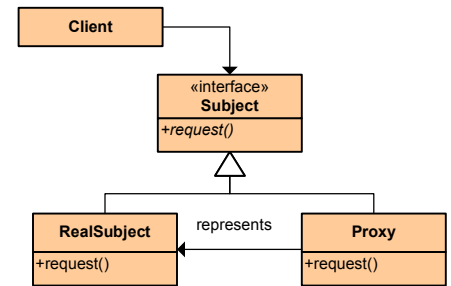 Client
«interface»
Subject
+request()
represents
RealSubject
+request()
Proxy
+request()